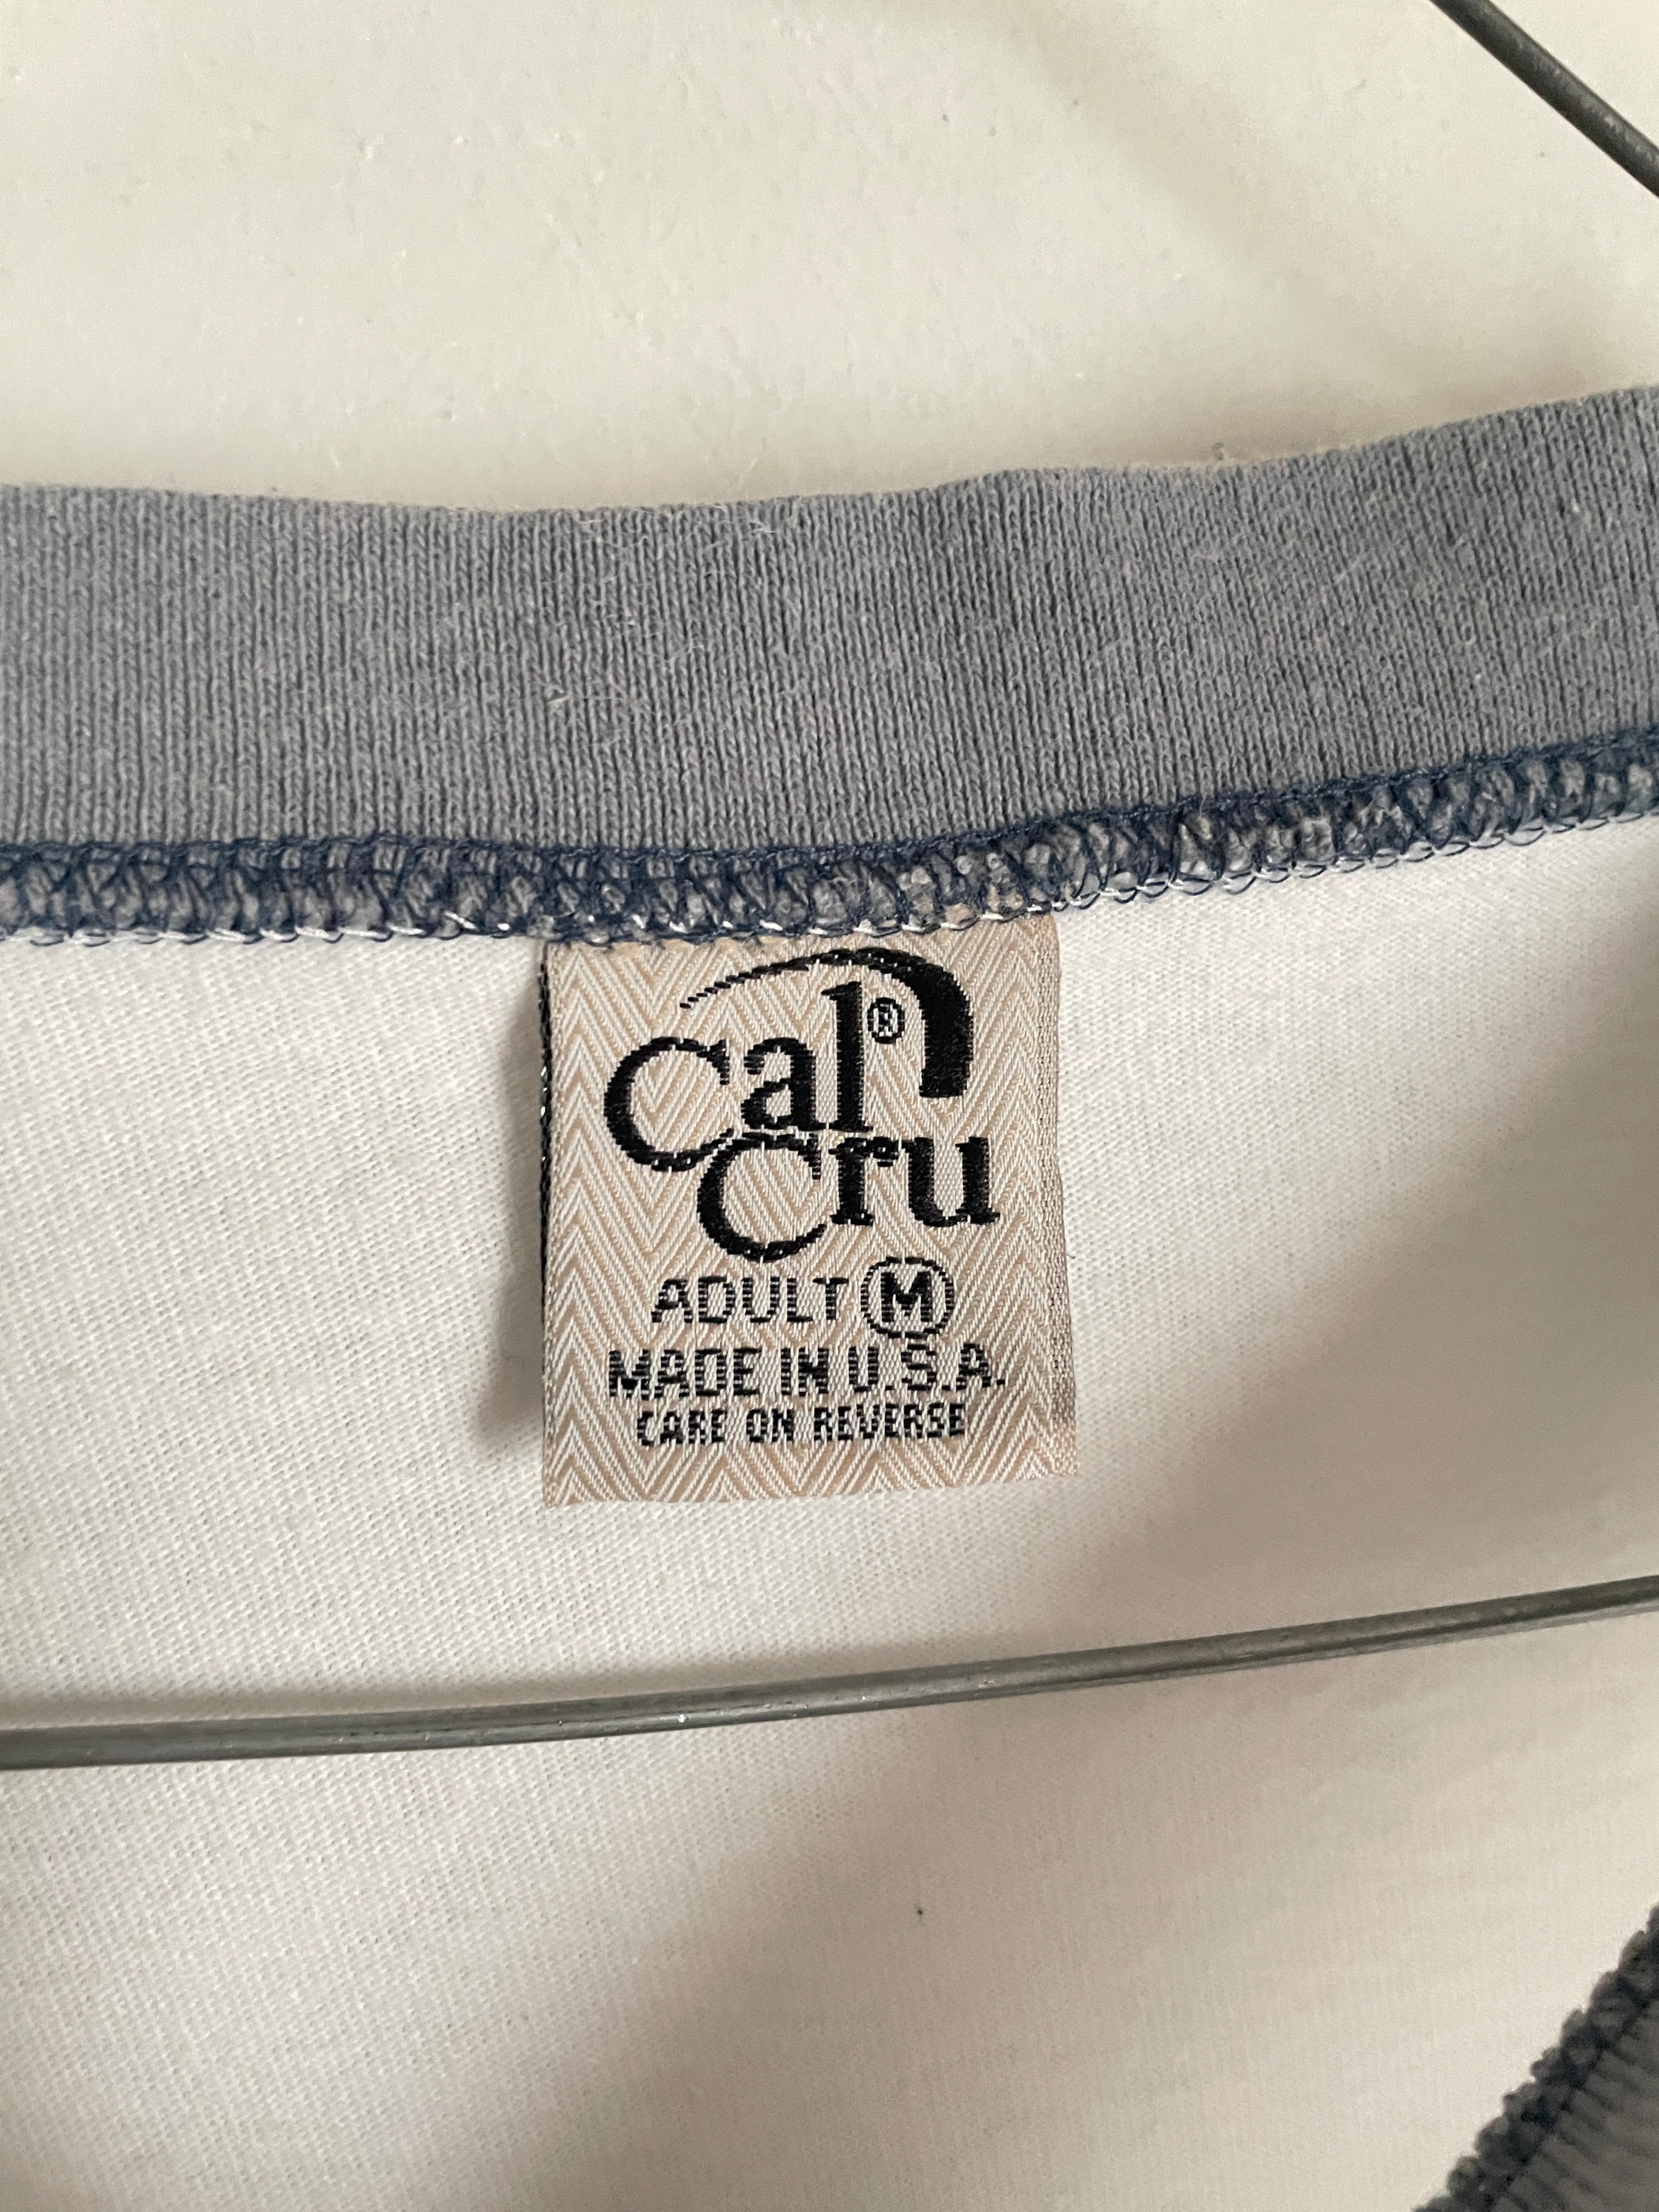 Cal®
Cru
ADULT M
MADE IN U.S.A.
CARE ON REVERSE